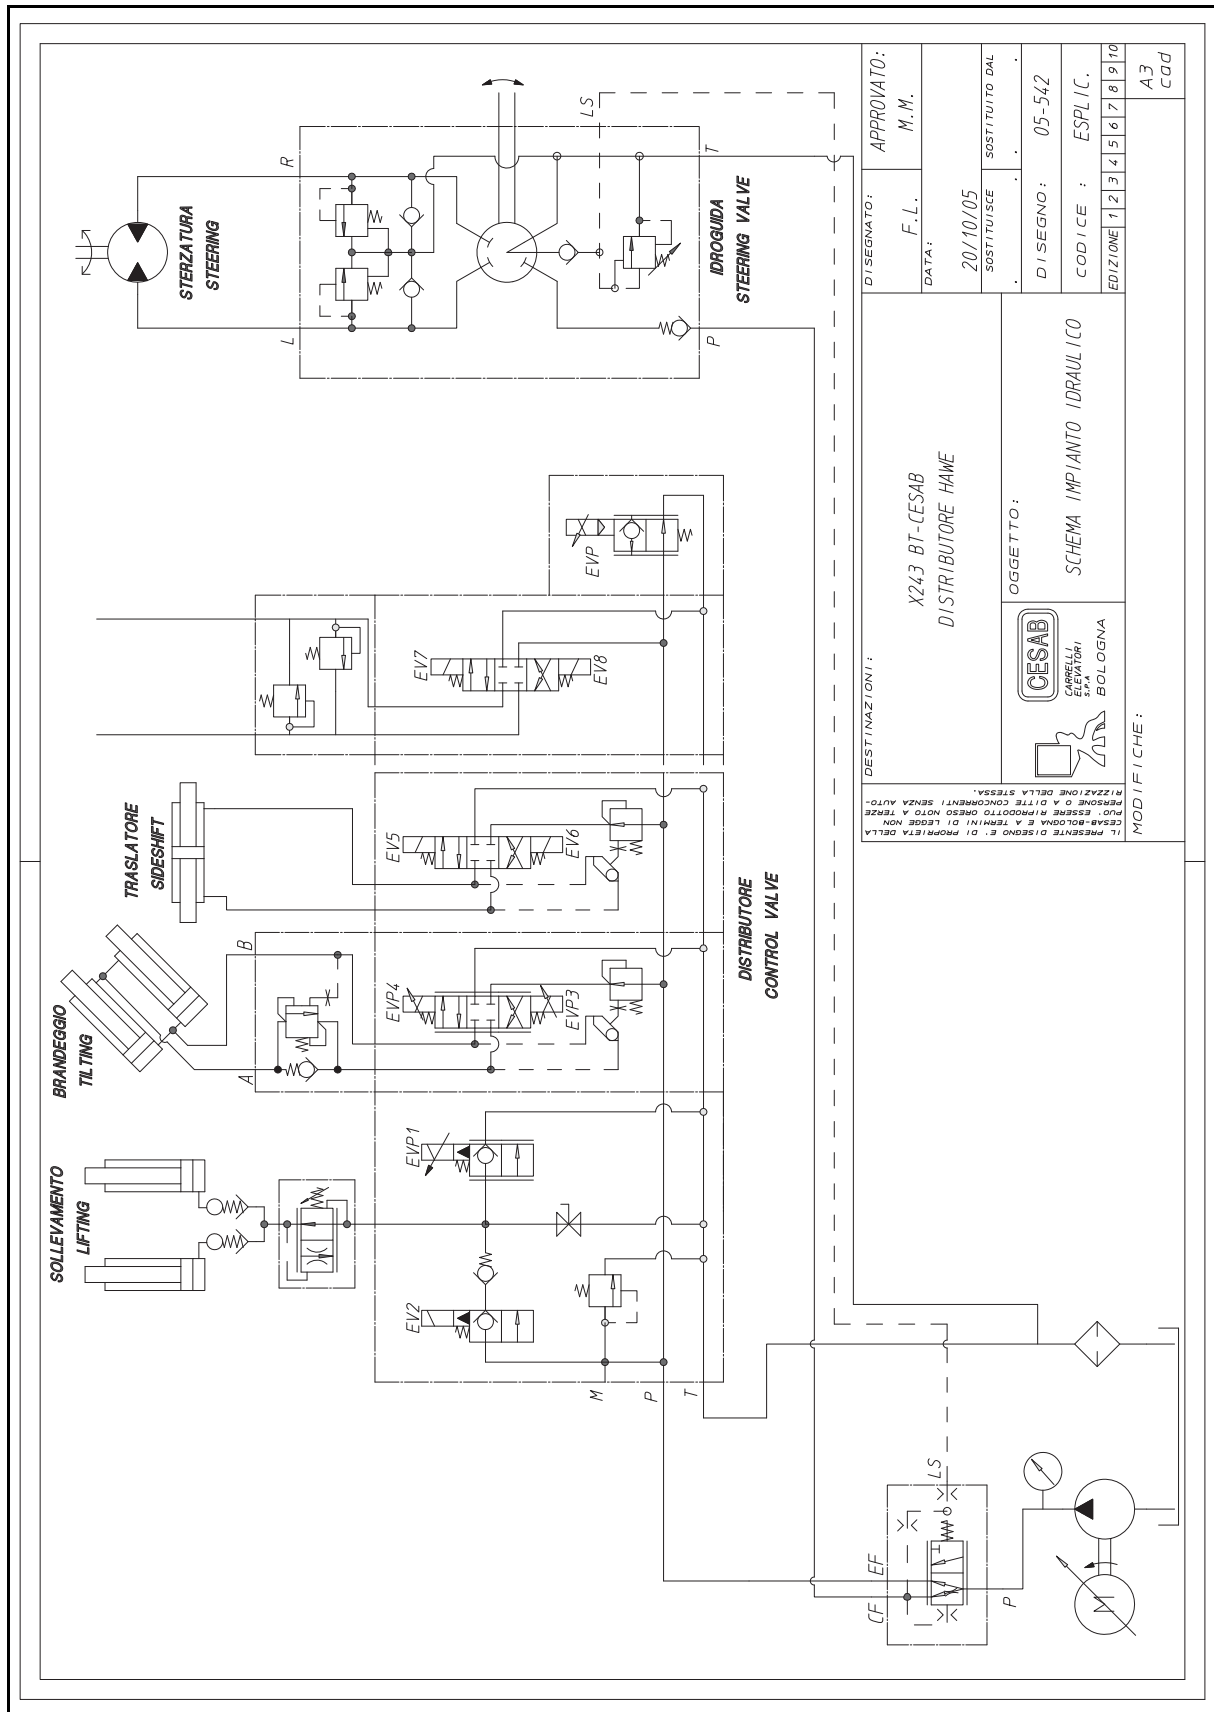 STERZATURA
STEERING
L
R
LS
P
T
IDROGUIDA
STEERING VALVE
EVP
EV7
EV8
TRASLATORE
SIDESHIFT
EV5
EV6
BRANDEGGIO
TILTING
A
B
EVP4
EVP3
DISTRIBUTORE
CONTROL VALVE
SOLLEVAMENTO
LIFTING
EVP1
EV2
M
P
T
CF
EF
LS
P
M
IL PRESENTE DISEGNO E' DI PROPRIETA DELLA
CESAB-BOLOGNA E A TERMINI DI LEGGE NON
PUO' ESSERE RIPRODOTTO ORESO NOTO A TERZE
PERSONE O A DITTE CONCORRENTI SENZA AUTO-
RIZZAZIONE DELLA STESSA.
DESTINAZIONI:
X243 BT-CESAB
DISTRIBUTORE HAWE
CESAB
CARRELLI
ELEVATORI
S.P.A
BOLOGNA
OGGETTO:
SCHEMA IMPIANTO IDRAULICO
DISEGNATO:
F.L.
APPROVATO:
M.M.
DATA:
20/10/05
SOSTITUISCE .
.
SOSTITUITO DAL .
.
DISEGNO: 05-542
CODICE : ESPLIC.
EDIZIONE 1 2 3 4 5 6 7 8 9 10
MODIFICHE:
A3
cad